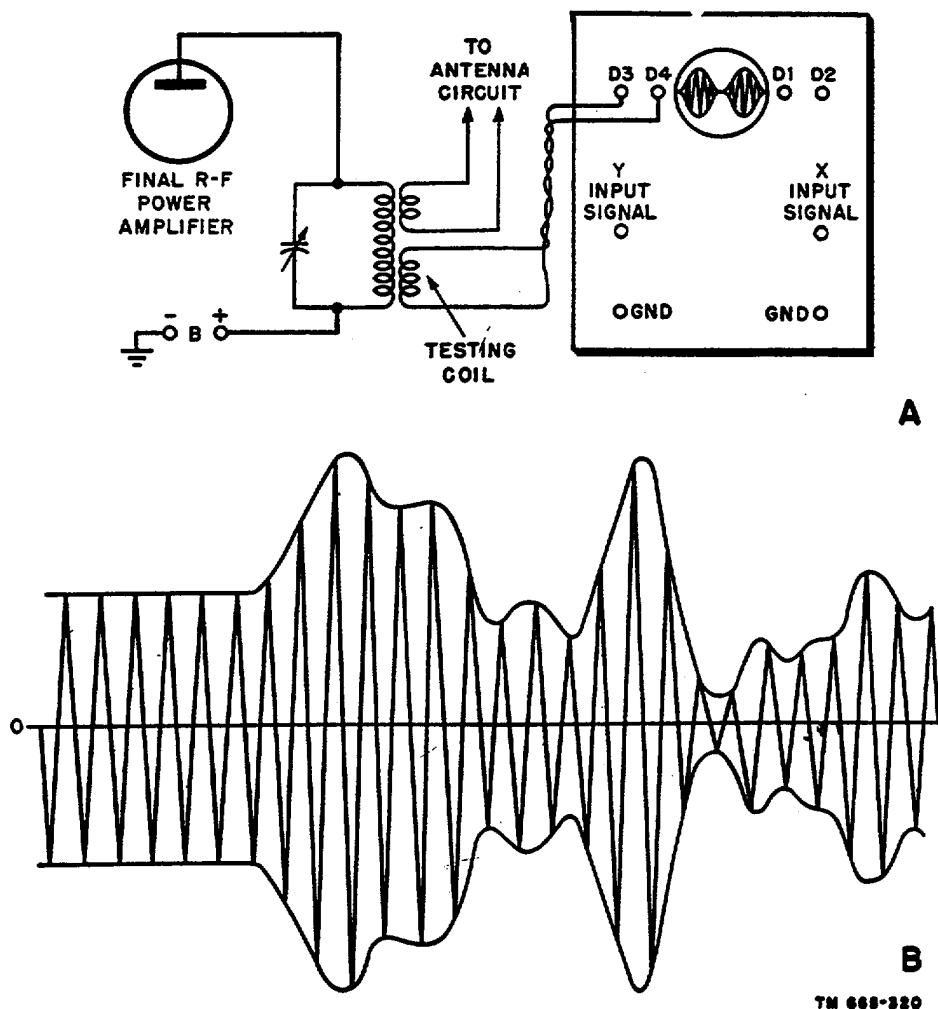 TO
ANTENNA
CIRCUIT
D3 D4 D1 D2
FINAL R-F
POWER
AMPLIFIER
Y
INPUT
SIGNAL
X
INPUT
SIGNAL
- B +
GND
GND
TESTING
COIL
A
O
B
TM 668-320